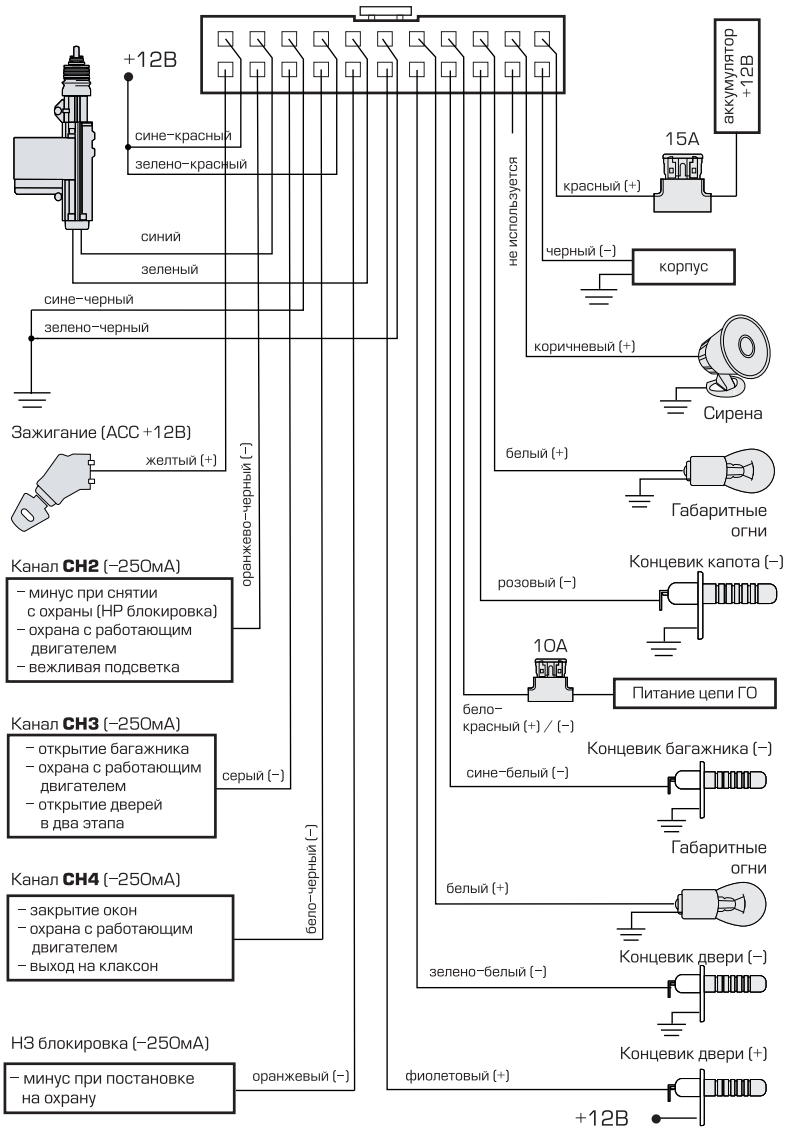 +12В
сине-красный
зелено-красный
синий
зеленый
сине-черный
зелено-черный
Зажигание (АСС +12В)
желтый (+)
оранжево-черный (-)
Канал СН2 (-250мА)
- минус при снятии
с охраны (НР блокировка)
- охрана с работающим
двигателем
- вежливая подсветка
Канал СН3 (-250мА)
- открытие багажника
- охрана с работающим
двигателем
- открытие дверей
в два этапа
серый (-)
бело-черный (-)
Канал СН4 (-250мА)
- закрытие окон
- охрана с работающим
двигателем
- выход на клаксон
НЗ блокировка (-250мА)
- минус при постановке
на охрану
оранжевый (-)
аккумулятор
+12В
15А
красный (+)
не используется
черный (-)
корпус
коричневый (+)
Сирена
белый (+)
Габаритные
огни
Концевик капота (-)
розовый (-)
10А
Питание цепи ГО
бело-
красный (+) / (-)
Концевик багажника (-)
сине-белый (-)
Габаритные
огни
белый (+)
Концевик двери (-)
зелено-белый (-)
Концевик двери (+)
фиолетовый (+)
+12В